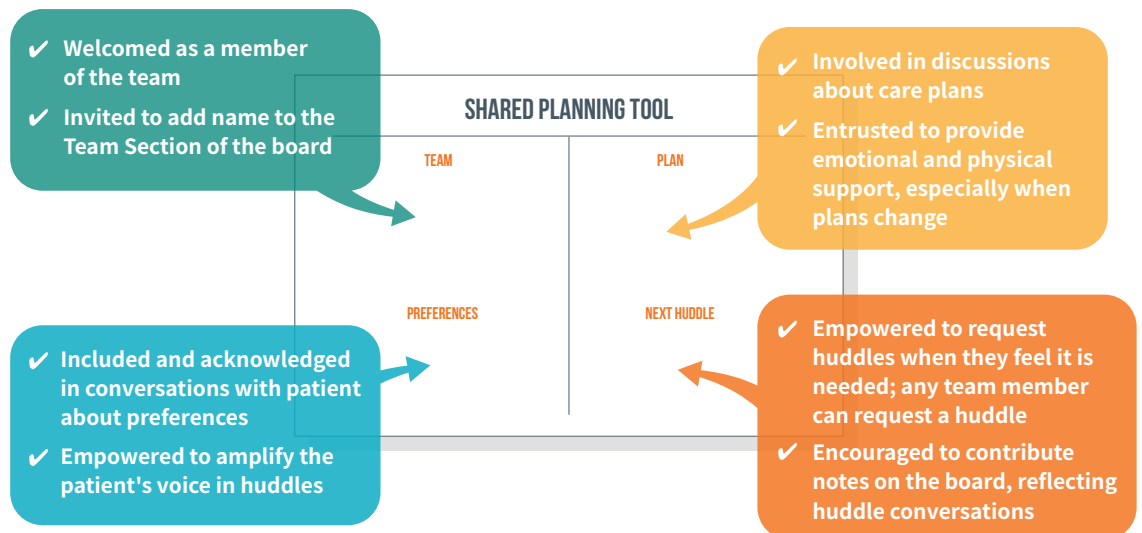 ✔ Welcomed as a member
of the team
✔ Invited to add name to the
Team Section of the board
SHARED PLANNING TOOL
TEAM
PLAN
PREFERENCES
NEXT HUDDLE
✔ Involved in discussions
about care plans
✔ Entrusted to provide
emotional and physical
support, especially when
plans change
✔ Included and acknowledged
in conversations with patient
about preferences
✔ Empowered to amplify the
patient's voice in huddles
✔ Empowered to request
huddles when they feel it is
needed; any team member
can request a huddle
✔ Encouraged to contribute
notes on the board, reflecting
huddle conversations